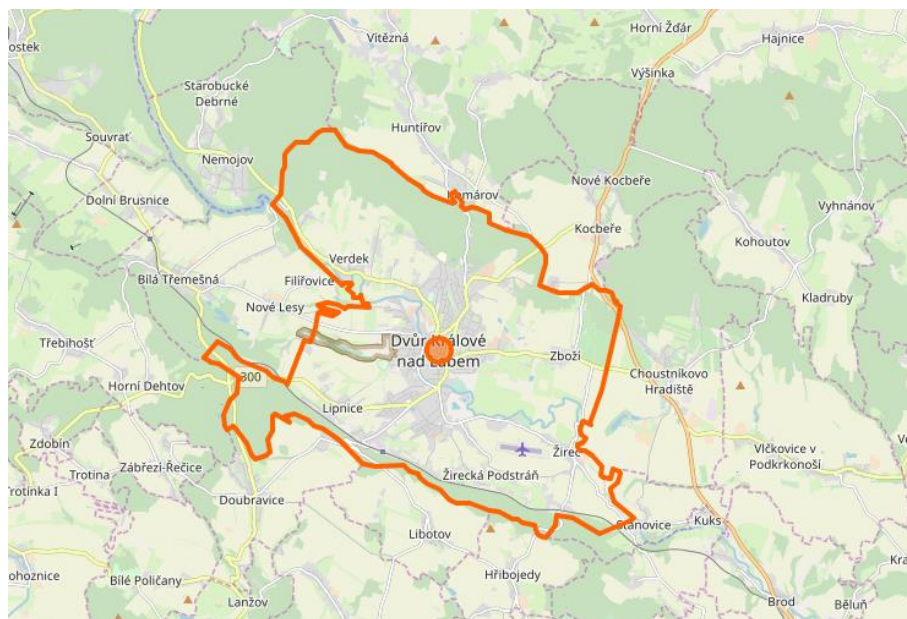 Horní Žďár
Vítězná
Hajnice
ostek
Výšinka
Starobucké
Debrné
Huntířov
Souvrať
Nemojov
Nové Kocbeře
Komárov
Dolní Brusnice
Vyhnánov
Kocbeře
Kohoutov
Verdek
Bílá Třemešná
Filířovice
Kladruby
Nové Lesy
Třebihošť
Dvůr Králové
nad Labem
Zboží
Choustníkovo
Hradiště
300
Horní Dehtov
Lipnice
Zdobín
Žireč
Vlčkovice v
Podkrkonoší
Trotina
Zábřezí-Řečice
Žirecká Podstráň
Trotinka I
Doubravice
Stanovice
Kuks
Libotov
Hřibojedy
ohoznice
Bílé Poličany
Lanžov
Brod
Běluň